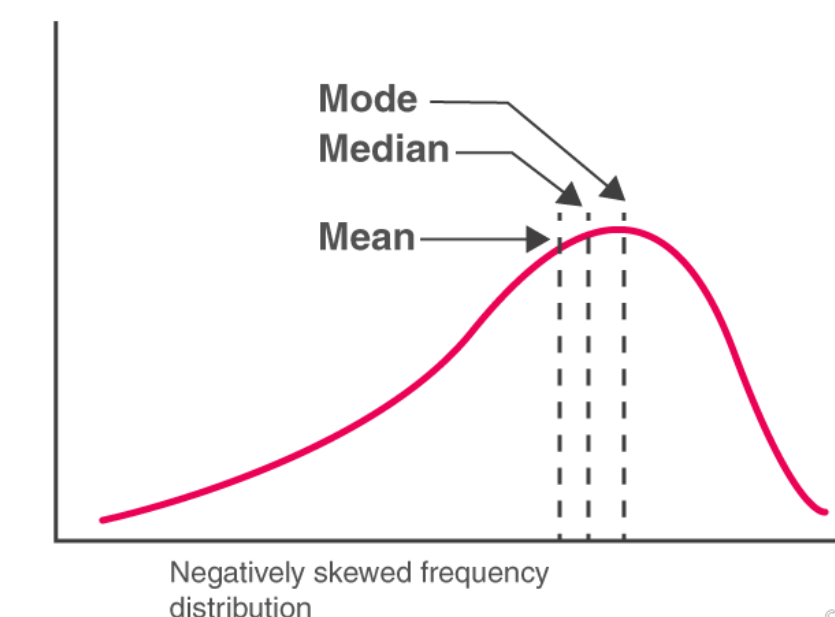 Mode
Median
Mean
Negatively skewed frequency
distribution